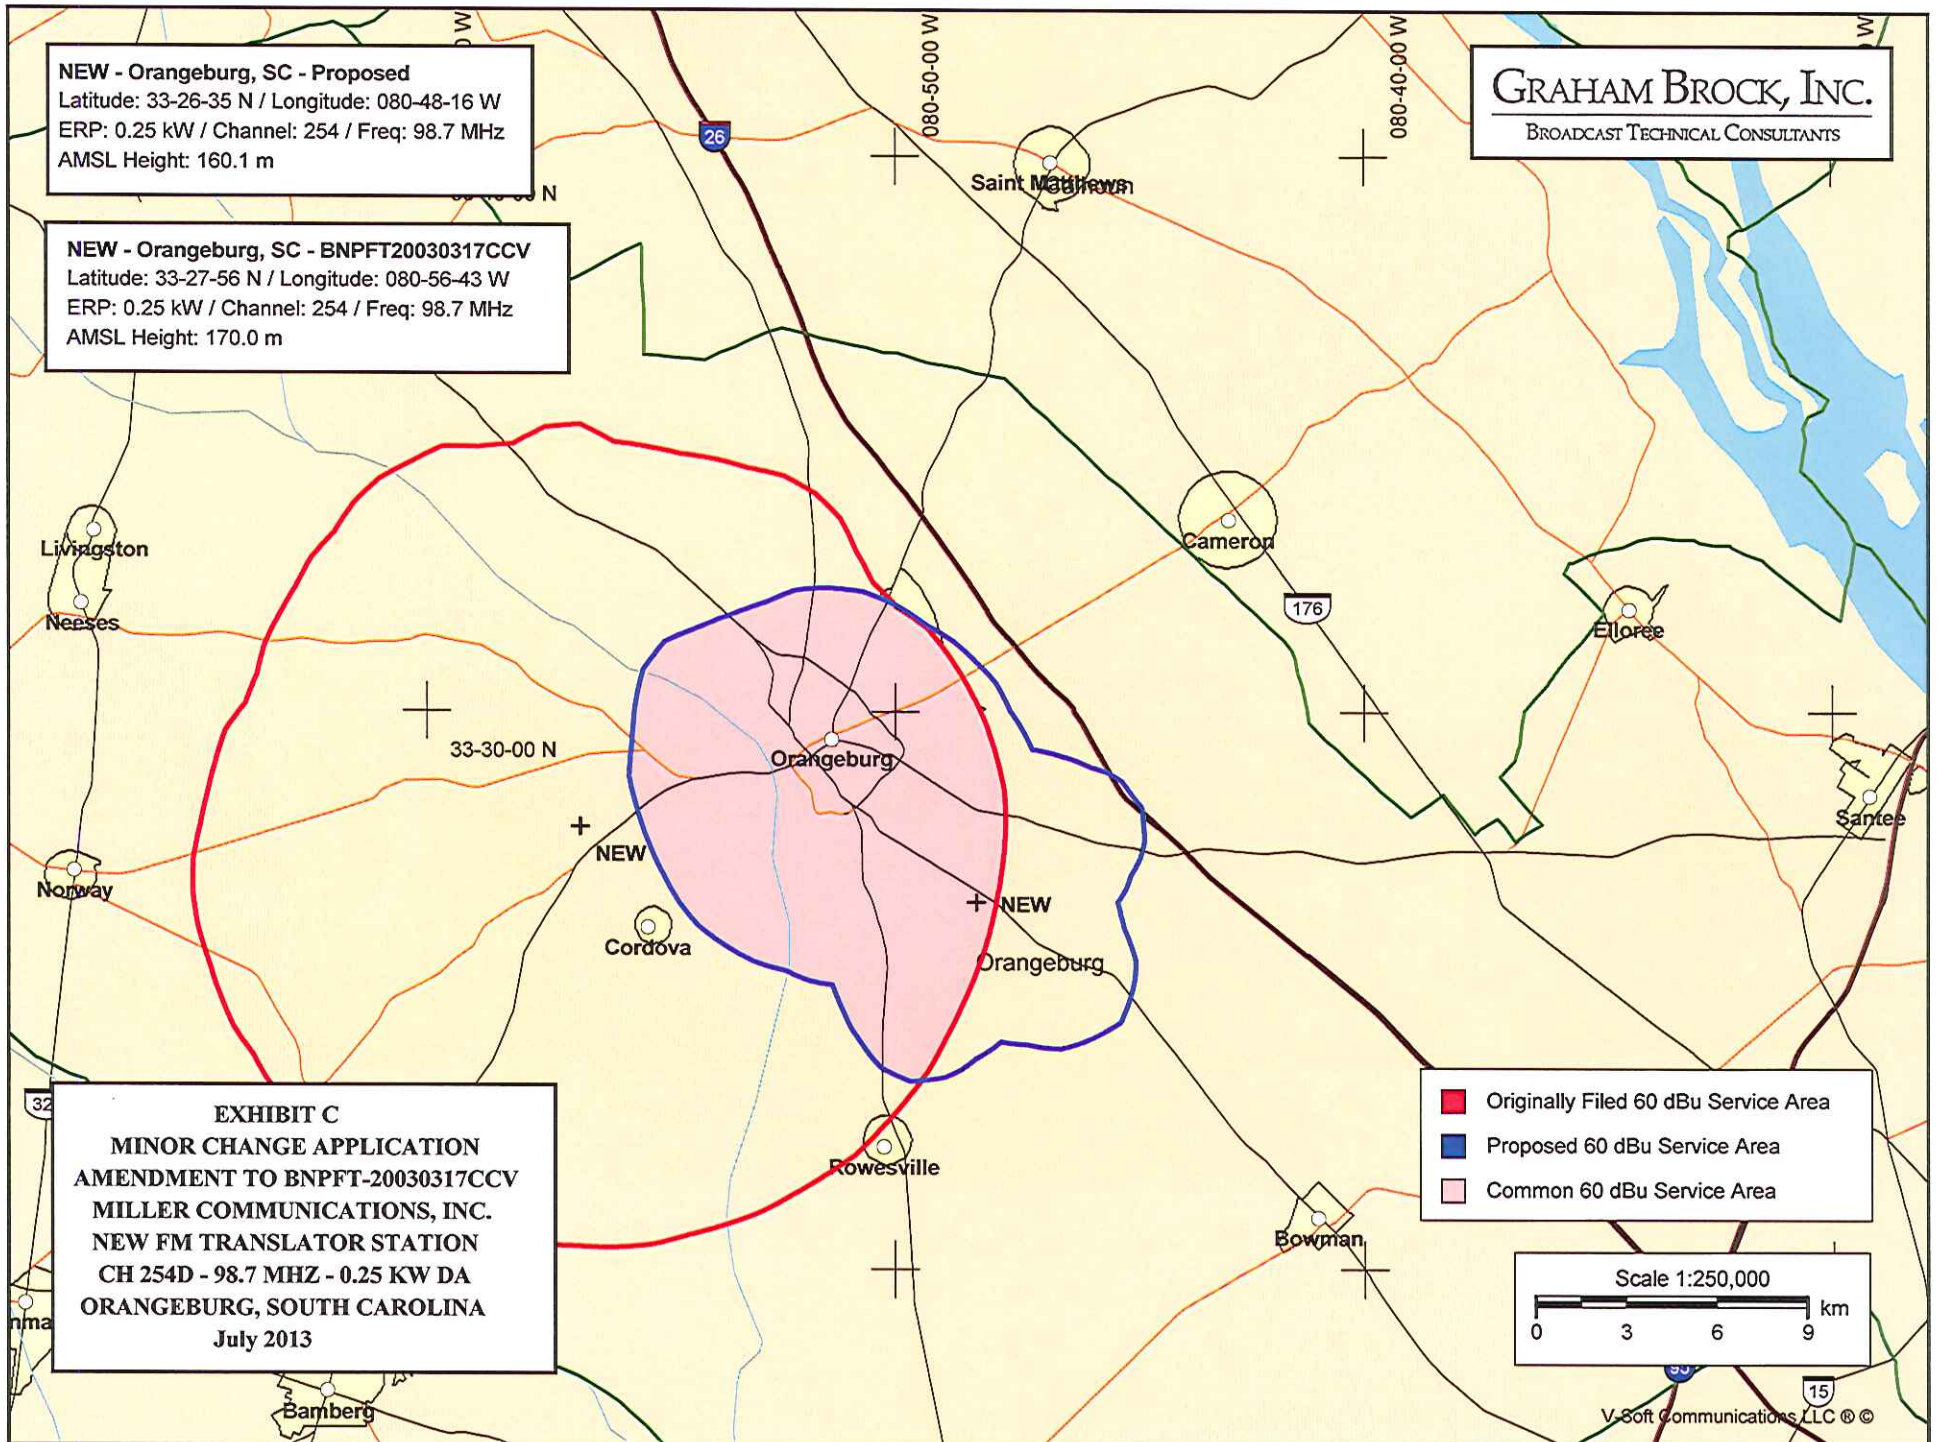 NEW - Orangeburg, SC - Proposed
Latitude: 33-26-35 N / Longitude: 080-48-16 W
ERP: 0.25 kW / Channel: 254 / Freq: 98.7 MHz
AMSL Height: 160.1 m
NEW - Orangeburg, SC - BNPFT20030317CCV
Latitude: 33-27-56 N / Longitude: 080-56-43 W
ERP: 0.25 kW / Channel: 254 / Freq: 98.7 MHz
AMSL Height: 170.0 m
GRAHAM BROCK, INC.
BROADCAST TECHNICAL CONSULTANTS
W
080-50-00 W
080-40-00 W
W
N
26
Saint Matthews
Calhoun
Livingston
Neeses
Cameron
176
Elloree
33-30-00 N
Orangeburg
Santee
NEW
Norway
NEW
Cordova
Orangeburg
Rowesville
Bowman
32
EXHIBIT C
MINOR CHANGE APPLICATION
AMENDMENT TO BNPFT-20030317CCV
MILLER COMMUNICATIONS, INC.
NEW FM TRANSLATOR STATION
CH 254D - 98.7 MHZ - 0.25 KW DA
ORANGEBURG, SOUTH CAROLINA
July 2013
Originally Filed 60 dBu Service Area
Proposed 60 dBu Service Area
Common 60 dBu Service Area
Scale 1:250,000
km
0 3 6 9
nma
Bamberg
95
15
V-Soft Communications LLC ® ©